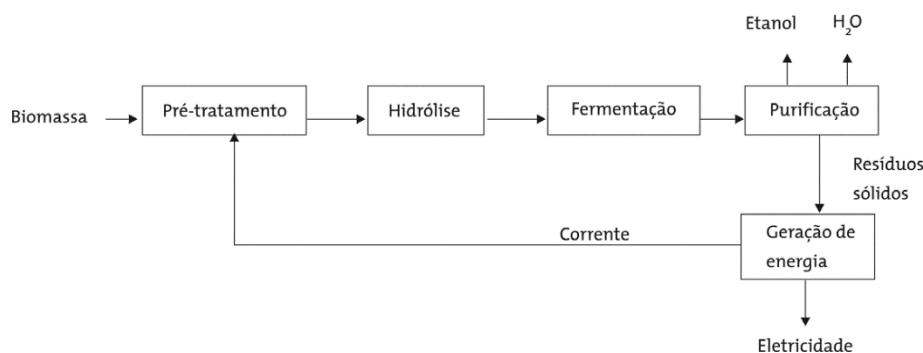 Etanol
H₂O
Biomassa
Pré-tratamento
Hidrólise
Fermentação
Purificação
Resíduos
sólidos
Corrente
Geração de
energia
Eletricidade